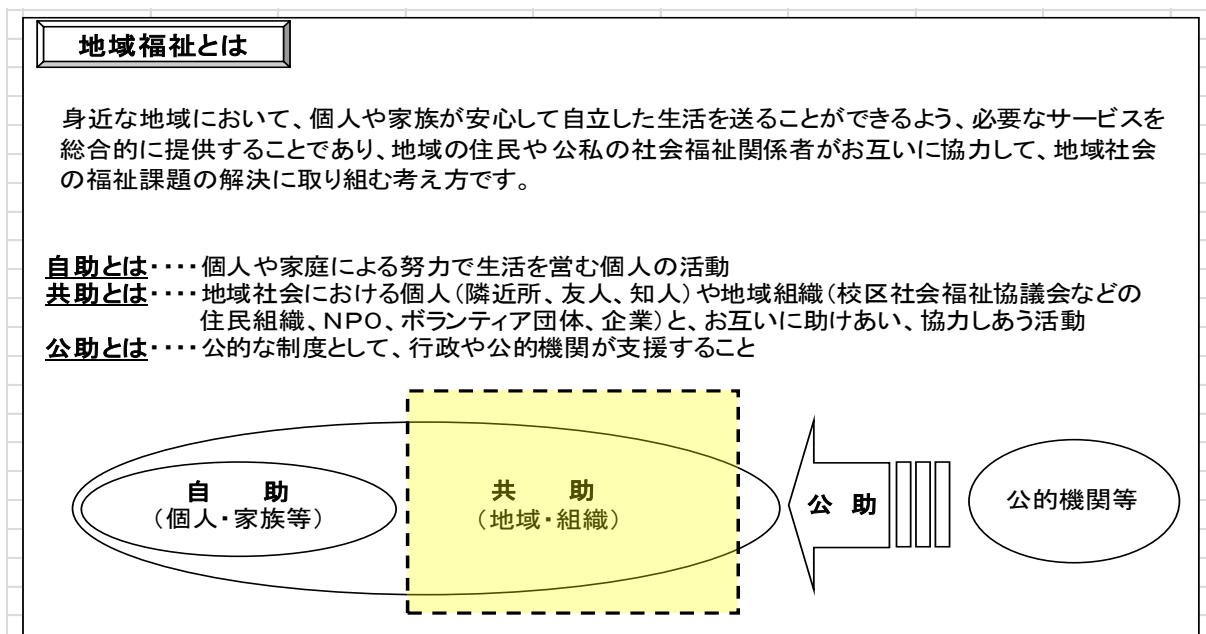 地域福祉とは
身近な地域において、個人や家族が安心して自立した生活を送ることができるよう、必要なサービスを
総合的に提供することであり、地域の住民や公私の社会福祉関係者がお互いに協力して、地域社会
の福祉課題の解決に取り組む考え方です。
自助とは・・・・個人や家庭による努力で生活を営む個人の活動
共助とは・・・・地域社会における個人（隣近所、友人、知人）や地域組織（校区社会福祉協議会などの
住民組織、ＮＰＯ、ボランティア団体、企業）と、お互いに助けあい、協力しあう活動
公助とは・・・・公的な制度として、行政や公的機関が支援すること
自　助
（個人・家族等）
共　助
（地域・組織）
公 助
公的機関等